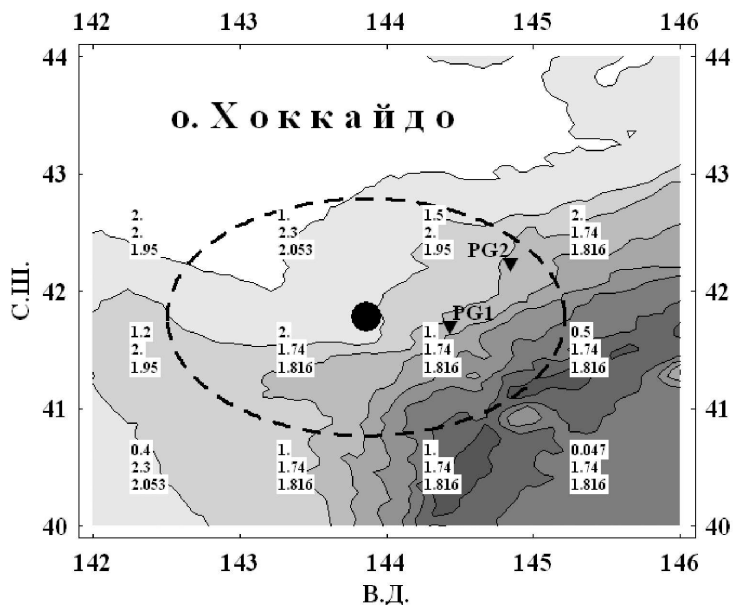 142 143 144 145 146
44 44
о. Хоккайдо
43 43
2. 1. 1.5 2.
2. 2.3 2. 1.74
1.95 2.053 1.95 PG2 1.816
С.Ш.
42 42
PG1
1.2 2. 1. 0.5
2. 1.74 1.74 1.74
1.95 1.816 1.816 1.816
41 41
0.4 1. 1. 0.047
2.3 1.74 1.74 1.74
2.053 1.816 1.816 1.816
40 40
142 143 144 145 146
В.Д.